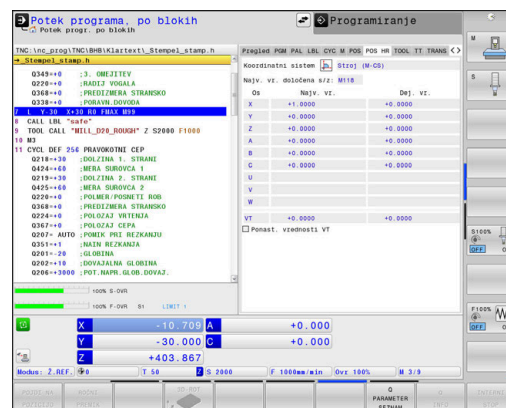 Potek programa, po blokih
Potek progr. po blokih
Programiranje
TNC:\nc_prog\TNC\BHB\Klartext\_Stempel_stamp.h
→_Stempel_stamp.h
Q349=+0 ;3. OMEJITEV
Q220=+0 ;RADIJ VOGALA
Q368=+0 ;PREDIZMERA STRANSKO
Q338=+0 ;PORAVN.DOVODA
7 L Y-30 X+30 R0 FMAX M99
8 CALL LBL "safe"
9 TOOL CALL "MILL_D20_ROUGH" Z S2000 F1000
10 M3
11 CYCL DEF 256 PRAVOKOTNI CEP
Q218=+30 ;DOLZINA 1. STRANI
Q424=+60 ;MERA SUROVCA 1
Q219=+30 ;DOLZINA 2. STRANI
Q425=+60 ;MERA SUROVCA 2
Q220=+0 ;POLMER/POSNETI ROB
Q368=+0 ;PREDIZMERA STRANSKO
Q224=+0 ;POLOZAJ VRTENJA
Q367=+0 ;POLOZAJ CEPA
Q207= AUTO ;POMIK PRI REZKANJU
Q351=+1 ;NAIN REZKANJA
Q201=-20 ;GLOBINA
Q202=+10 ;DOVAJALNA GLOBINA
Q206=+3000 ;POT.NAPR.GLOB.DOVAJ.
Pregled PGM PAL LBL CYC M POS POS HR TOOL TT TRANS
Koordinatni sistem Stroj (M-CS)
Najv. vr. določena s/z: M118
Os Najv. vr. Dej. vr.
X +1.0000 +0.0000
Y +0.0000 +0.0000
Z +0.0000 +0.0000
A +0.0000 +0.0000
B +0.0000 +0.0000
C +0.0000 +0.0000
U
V
W
VT +0.0000 +0.0000
Ponast. vrednosti VT
100% S-OVR
100% F-OVR S1 LIMIT 1
X -10.709 A +0.000
Y -30.000 C +0.000
Z +403.867
Modus: Ž.REF. 0 T 50 Z S 2000 F 1000mm/min Ovr 100% M 3/9
M
S
S100%
OFF
F100%
OFF
3D-ROT
Q
PARAMETER
SEZNAM
Q
INFO